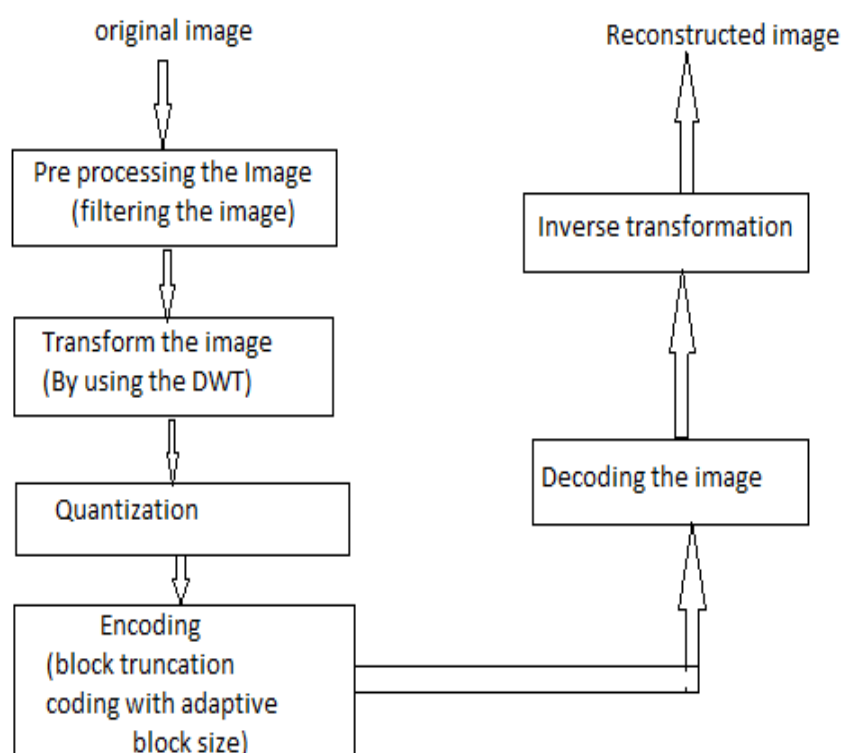 original image
Pre processing the Image
(filtering the image)
Transform the image
(By using the DWT)
Quantization
Encoding
(block truncation
coding with adaptive
block size)
Reconstructed image
Inverse transformation
Decoding the image